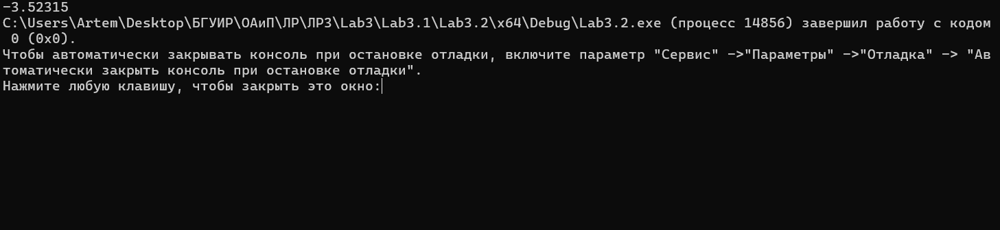 -3.52315
C:\Users\Artem\Desktop\БГУИР\ОАиП\ЛР\ЛР3\Lab3\Lab3.1\Lab3.2\x64\Debug\Lab3.2.exe (процесс 14856) завершил работу с кодом
 0 (0x0).
Чтобы автоматически закрывать консоль при остановке отладки, включите параметр "Сервис" ->"Параметры" ->"Отладка" -> "Ав
томатически закрыть консоль при остановке отладки".
Нажмите любую клавишу, чтобы закрыть это окно: